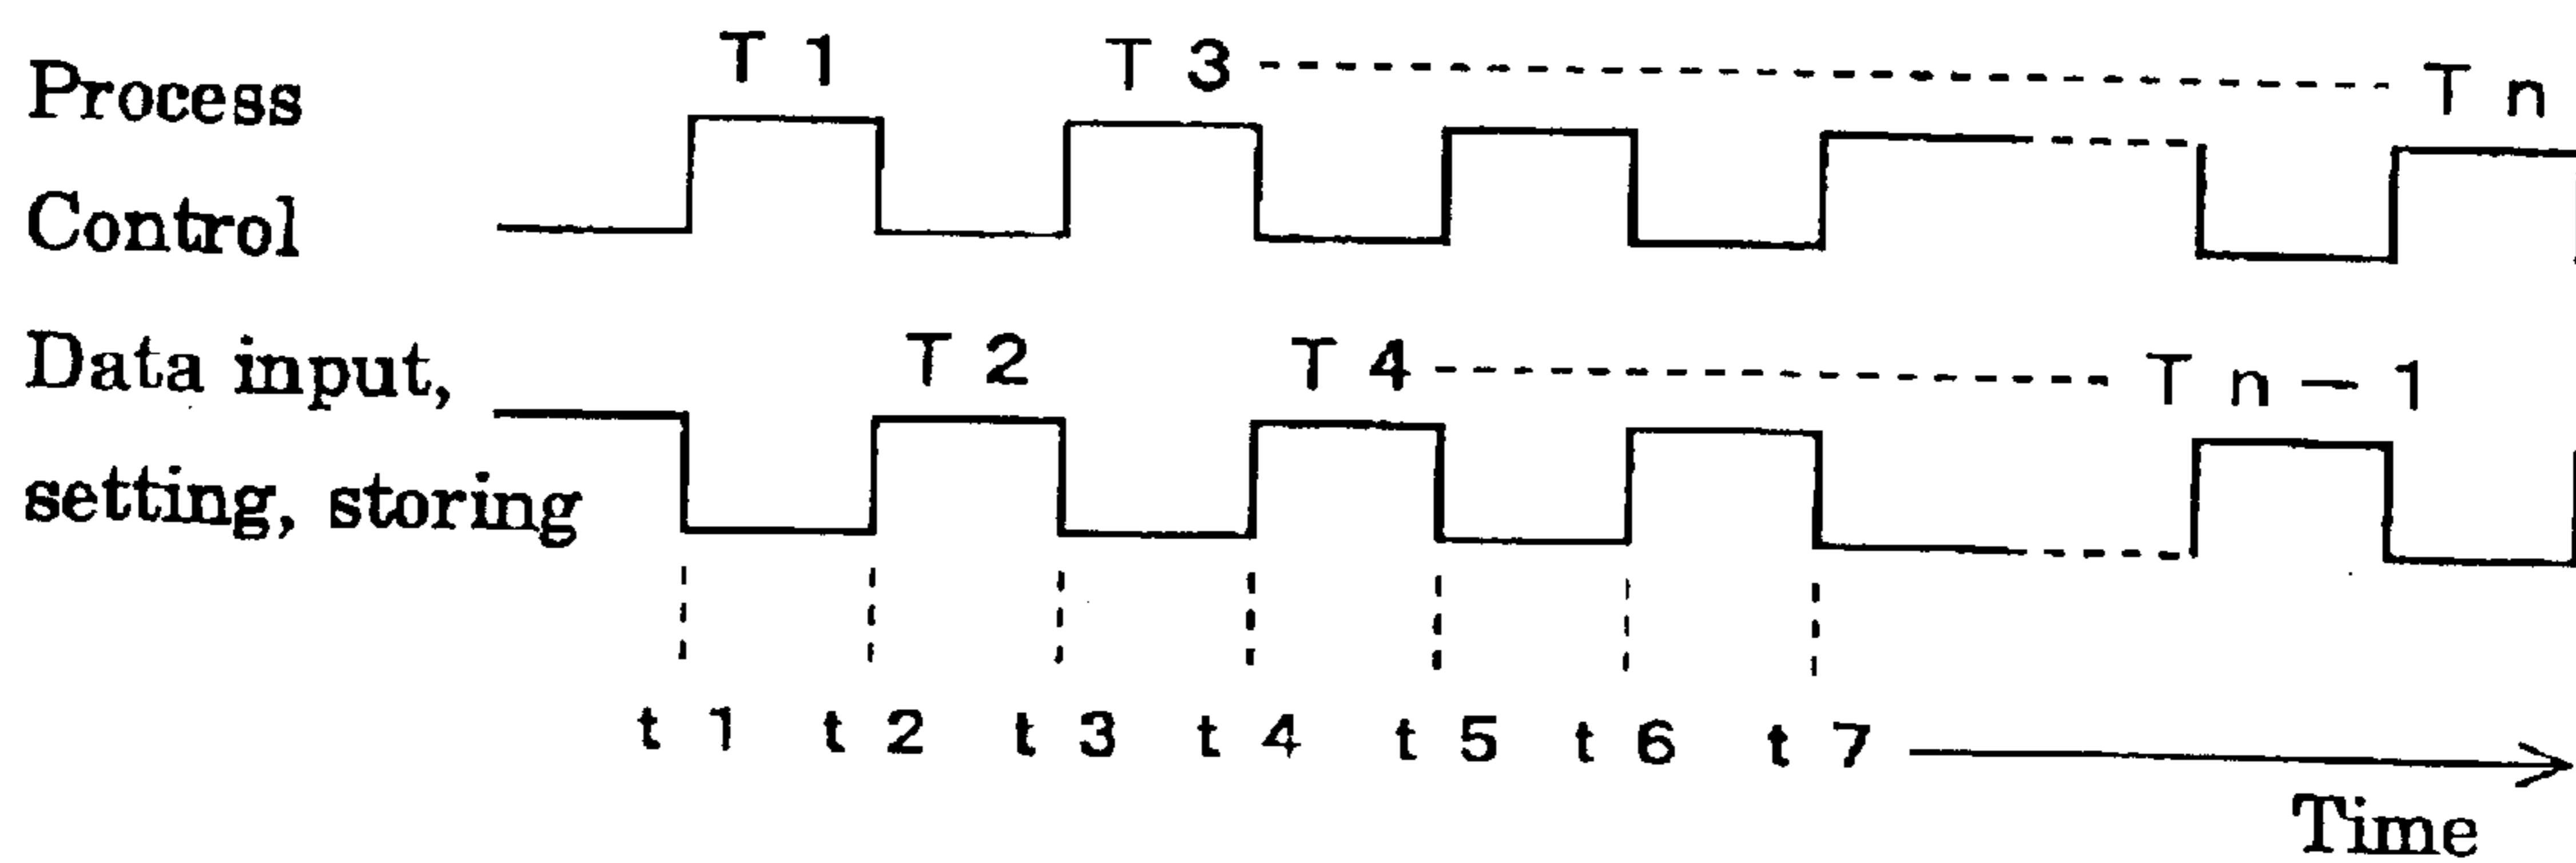 T 1 T 3 T n
Process
Control
T 2 T 4 T n - 1
Data input,
setting, storing
t 1 t 2 t 3 t 4 t 5 t 6 t 7
Time